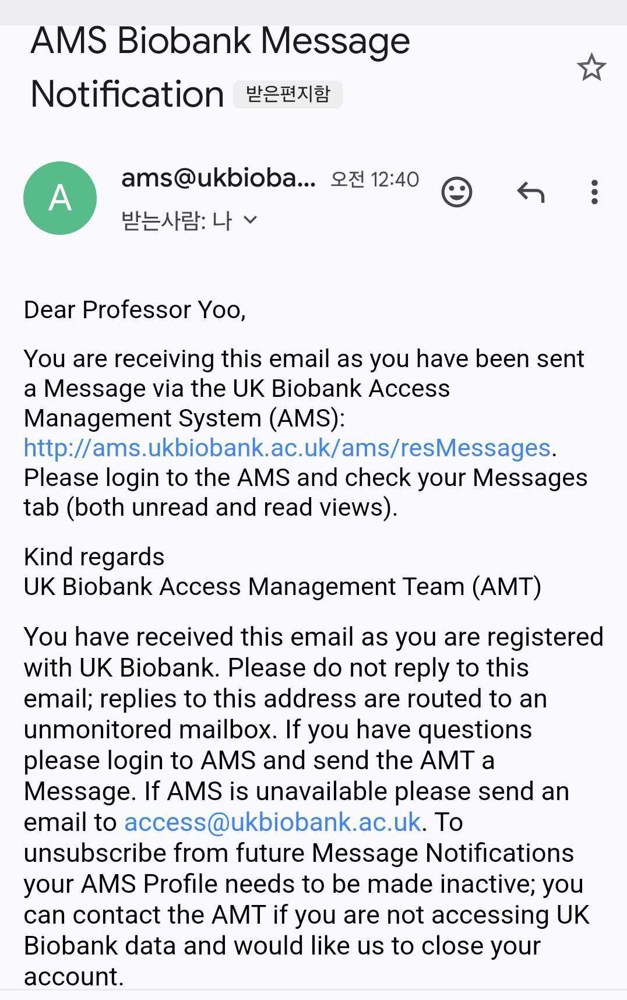 AMS Biobank Message
Notification 받은편지함
A
ams@ukbioba... 오전 12:40
받는사람: 나
Dear Professor Yoo,
You are receiving this email as you have been sent
a Message via the UK Biobank Access
Management System (AMS):
http://ams.ukbiobank.ac.uk/ams/resMessages.
Please login to the AMS and check your Messages
tab (both unread and read views).
Kind regards
UK Biobank Access Management Team (AMT)
You have received this email as you are registered
with UK Biobank. Please do not reply to this
email; replies to this address are routed to an
unmonitored mailbox. If you have questions
please login to AMS and send the AMT a
Message. If AMS is unavailable please send an
email to access@ukbiobank.ac.uk. To
unsubscribe from future Message Notifications
your AMS Profile needs to be made inactive; you
can contact the AMT if you are not accessing UK
Biobank data and would like us to close your
account.